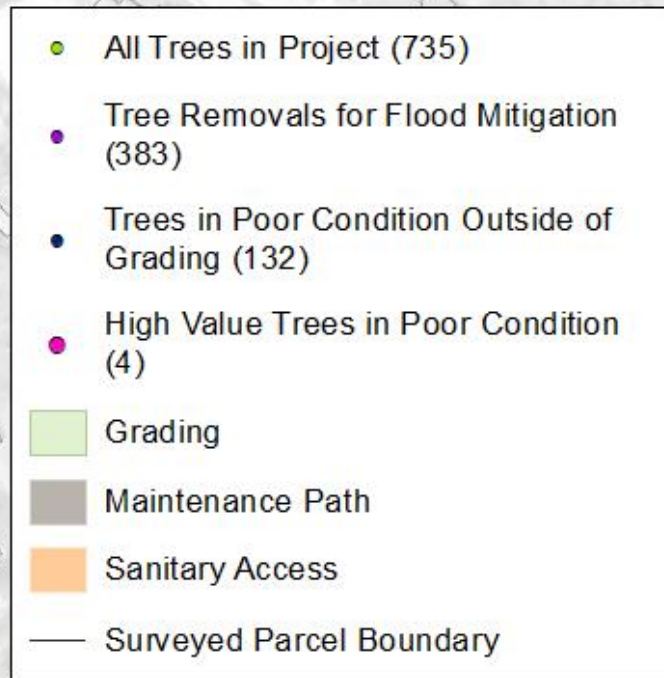 All Trees in Project (735)
Tree Removals for Flood Mitigation
(383)
Trees in Poor Condition Outside of
Grading (132)
High Value Trees in Poor Condition
(4)
Grading
Maintenance Path
Sanitary Access
Surveyed Parcel Boundary